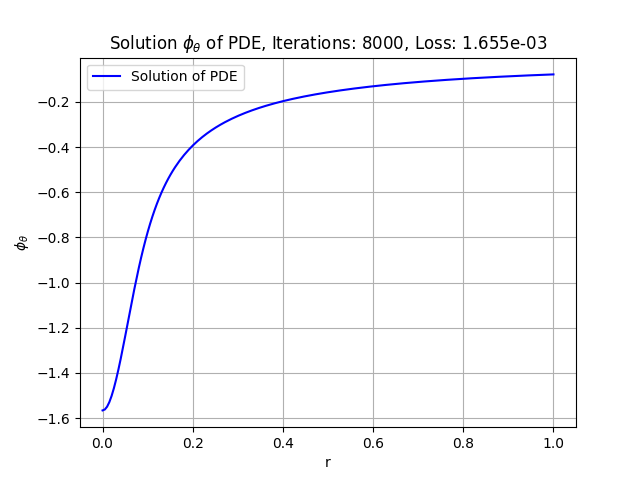 Solution ϕθ of PDE, Iterations: 8000, Loss: 1.655e-03
Solution of PDE
−0.2
−0.4
−0.6
−0.8
−1.0
−1.2
−1.4
−1.6
ϕθ
0.0 0.2 0.4 0.6 0.8 1.0
r